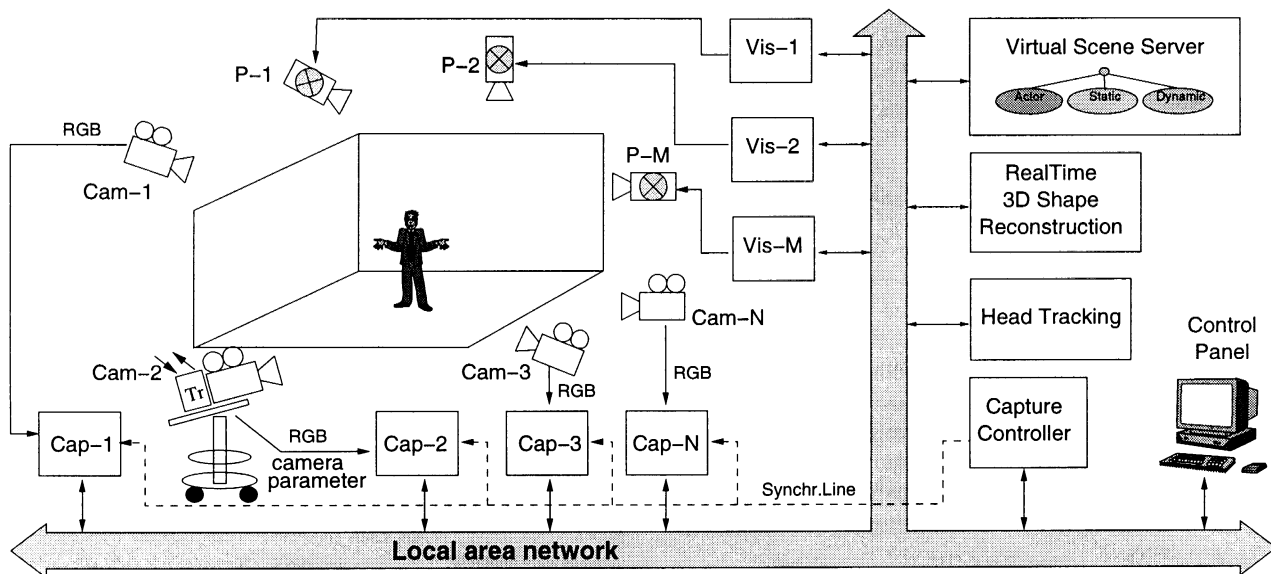 Vis-1
Virtual Scene Server
P-1
P-2
Actor
Static
Dynamic
RGB
Vis-2
P-M
Cam-1
RealTime
3D Shape
Reconstruction
Vis-M
Cam-N
Head Tracking
Control
Panel
Cam-2
Tr
Cam-3
RGB
RGB
Capture
Controller
Cap-1
RGB
camera
parameter
Cap-2
Cap-3
Cap-N
Synchr.Line
Local area network